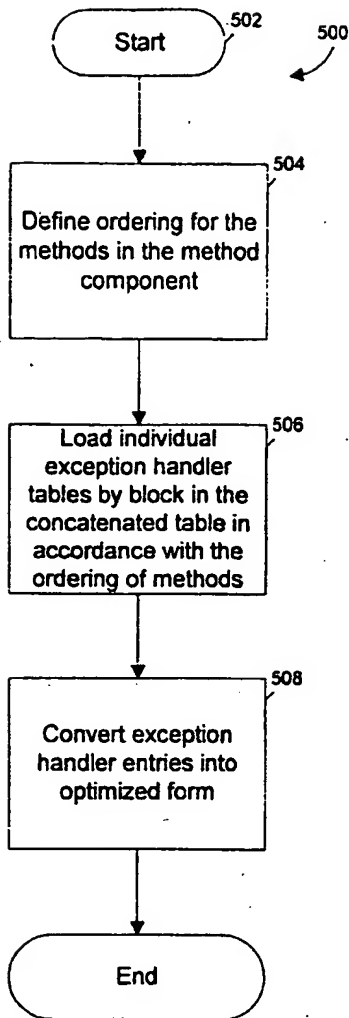 Start
502
500
504
Define ordering for the
methods in the method
component
506
Load individual
exception handler
tables by block in the
concatenated table in
accordance with the
ordering of methods
508
Convert exception
handler entries into
optimized form
End